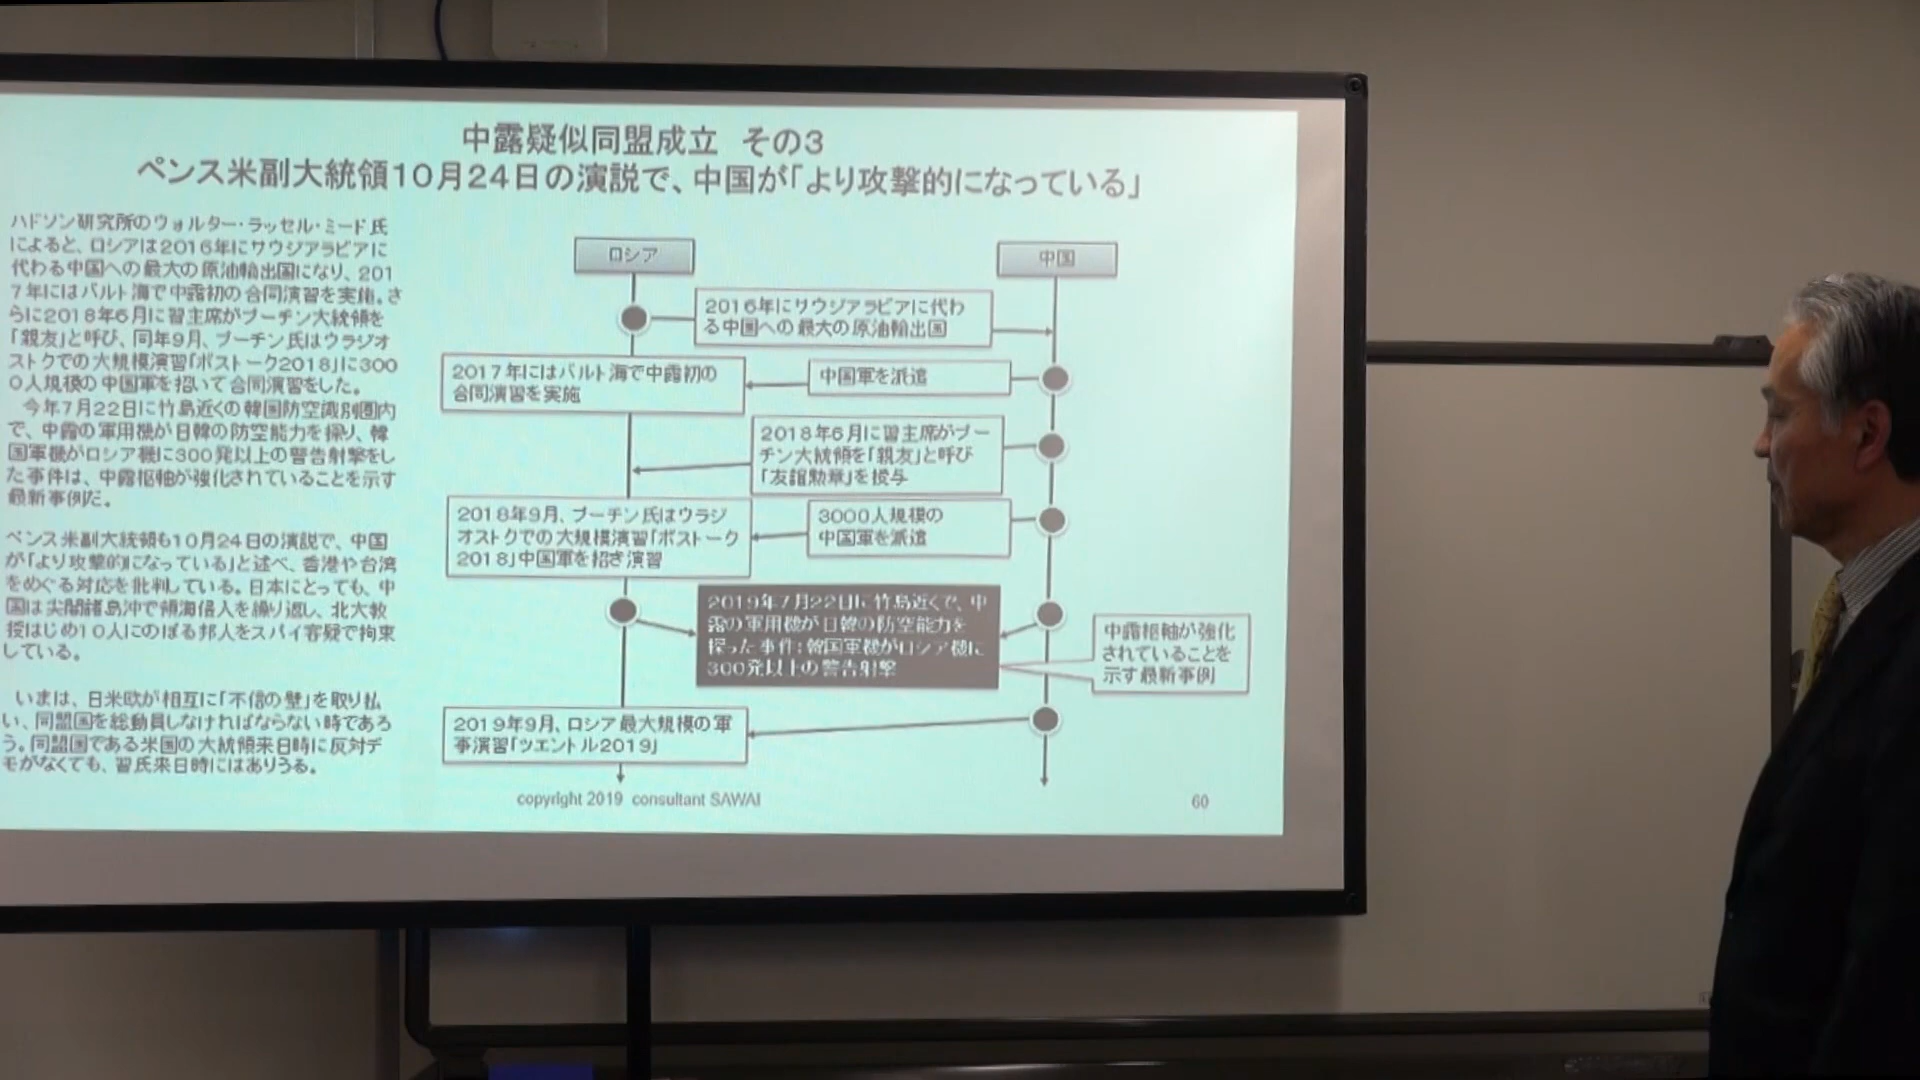 中露疑似同盟成立 その3
ペンス米副大統領10月24日の演説で、中国が「より攻撃的になっている」
ハドソン研究所のウォルター・ラッセル・ミード氏
によると、ロシアは2016年にサウジアラビアに
代わる中国への最大の原油輸出国になり、201
7年にはバルト海で中露初の合同演習を実施。さ
らに2018年6月に習主席がプーチン大統領を
「親友」と呼び、同年9月、プーチン氏はウラジオ
ストクでの大規模演習「ボストーク2018」に300
0人規模の中国軍を招いて合同演習をした。
今年7月22日に竹島近くの韓国防空識別圏内
で、中露の軍用機が日韓の防空能力を探り、韓
国軍機がロシア機に300発以上の警告射撃をし
た事件は、中露枢軸が強化されていることを示す
最新事例だ。
ペンス米副大統領も10月24日の演説で、中国
が「より攻撃的になっている」と述べ、香港や台湾
をめぐる対応を批判している。日本にとっても、中
国は尖閣諸島沖で領海侵入を繰り返し、北大教
授はじめ10人にのぼる邦人をスパイ容疑で拘束
している。
いまは、日米欧が相互に「不信の壁」を取り払
い、同盟国を総動員しなければならない時であろ
う。同盟国である米国の大統領来日時に反対デ
モがなくても、習氏来日時にはありうる。
ロシア
中国
2016年にサウジアラビアに代わ
る中国への最大の原油輸出国
2017年にはバルト海で中露初の
合同演習を実施
中国軍を派遣
2018年6月に習主席がプー
チン大統領を「親友」と呼び
「友誼勲章」を授与
2018年9月、プーチン氏はウラジ
オストクでの大規模演習「ボストーク
2018」中国軍を招き演習
3000人規模の
中国軍を派遣
2019年7月22日に竹島近くで、中
露の軍用機が日韓の防空能力を
探った事件：韓国軍機がロシア機に
300発以上の警告射撃
中露枢軸が強化
されていることを
示す最新事例
2019年9月、ロシア最大規模の軍
事演習「ツエントル2019」
copyright 2019 consultant SAWAI
60